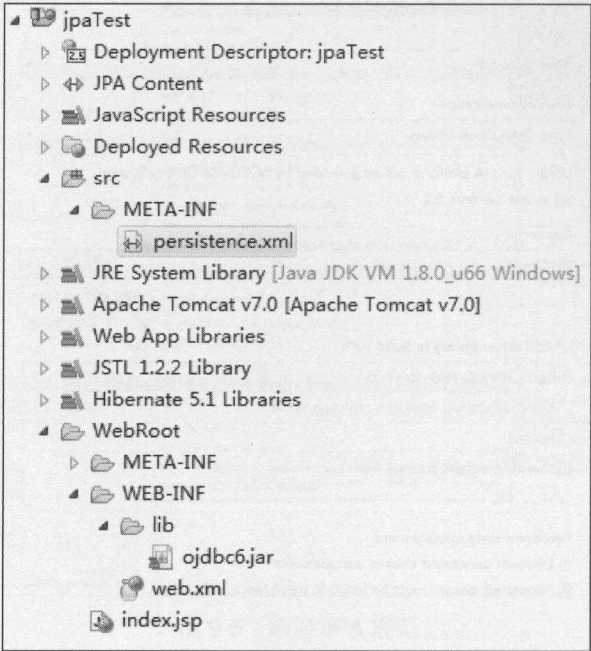 jpaTest
Deployment Descriptor: jpaTest
JPA Content
JavaScript Resources
Deployed Resources
src
META-INF
persistence.xml
JRE System Library [Java JDK VM 1.8.0_u66 Windows]
Apache Tomcat v7.0 [Apache Tomcat v7.0]
Web App Libraries
JSTL 1.2.2 Library
Hibernate 5.1 Libraries
WebRoot
META-INF
WEB-INF
lib
ojdbc6.jar
web.xml
index.jsp